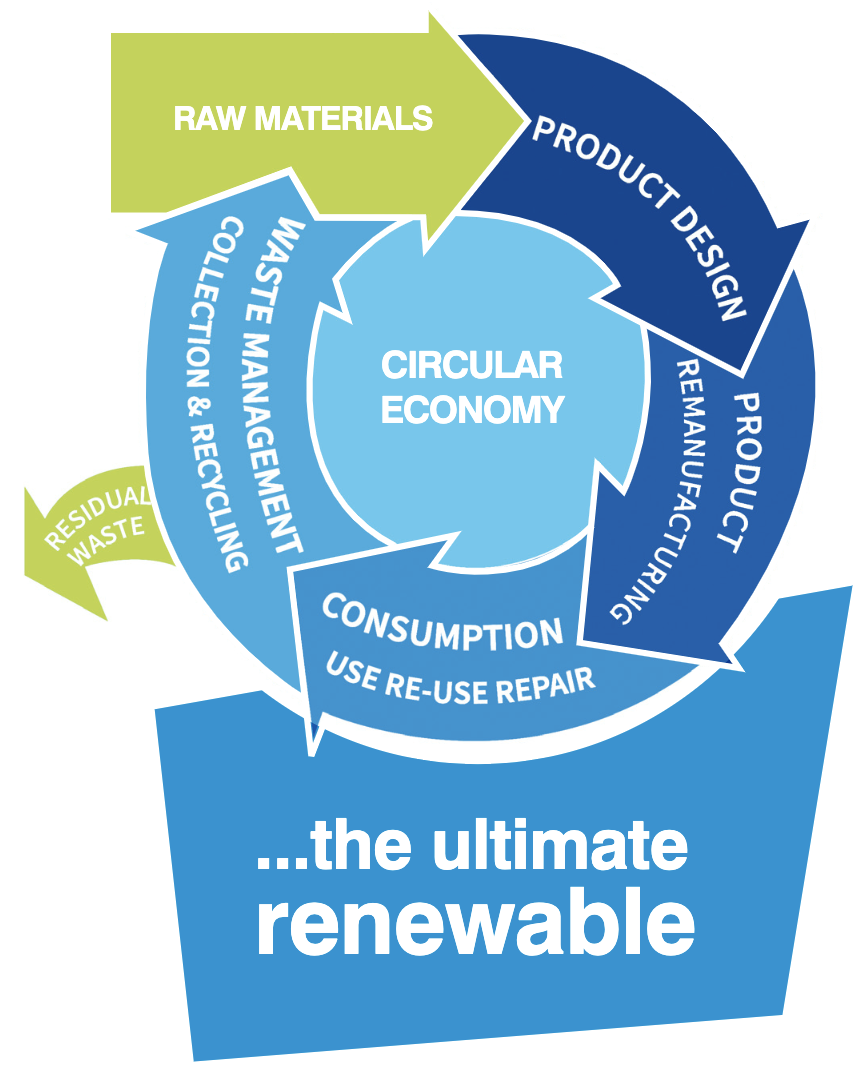 RAW MATERIALS
PRODUCT DESIGN
PRODUCT
REMANUFACTURING
CONSUMPTION
USE RE-USE REPAIR
WASTE MANAGEMENT
COLLECTION & RECYCLING
RESIDUAL
WASTE
CIRCULAR
ECONOMY
...the ultimate
renewable